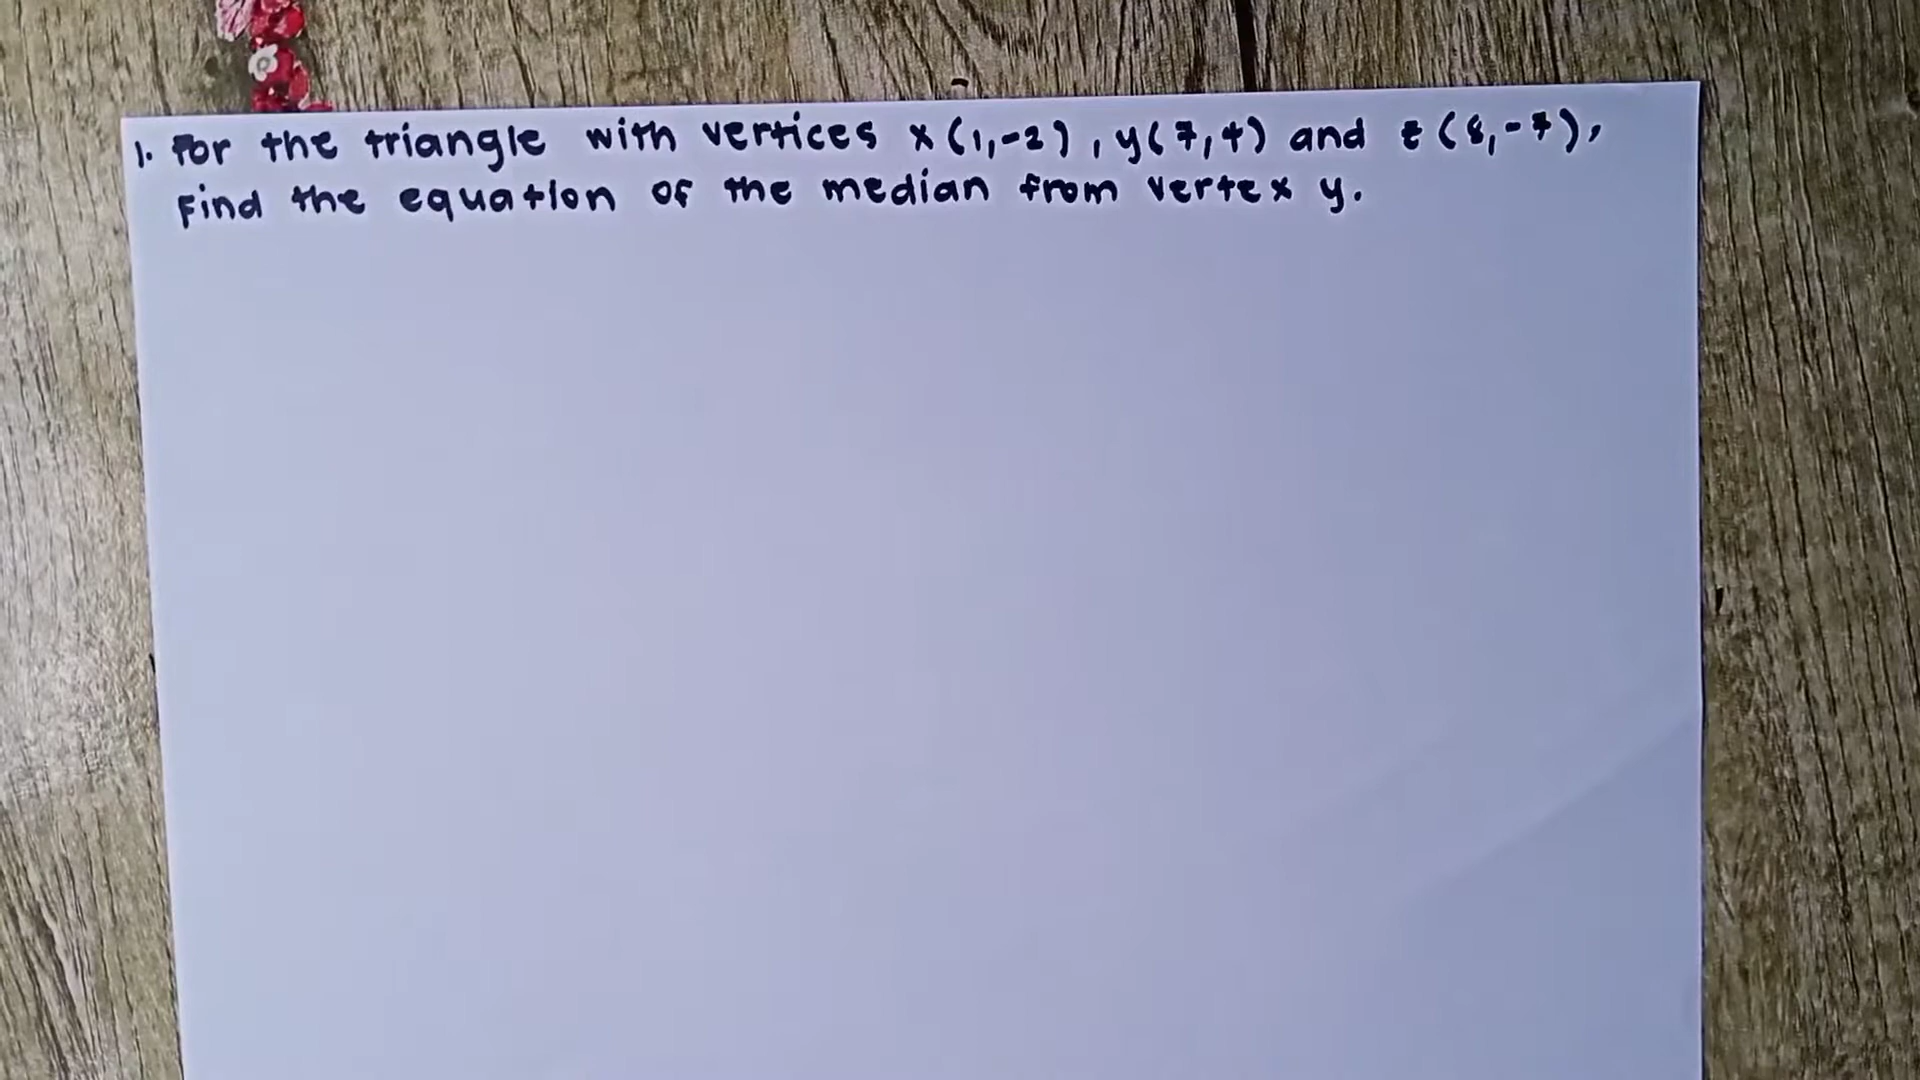 1. For the triangle with vertices x (1,-2), y(7,4) and z (8,-7),
Find the equation of the median from vertex y.